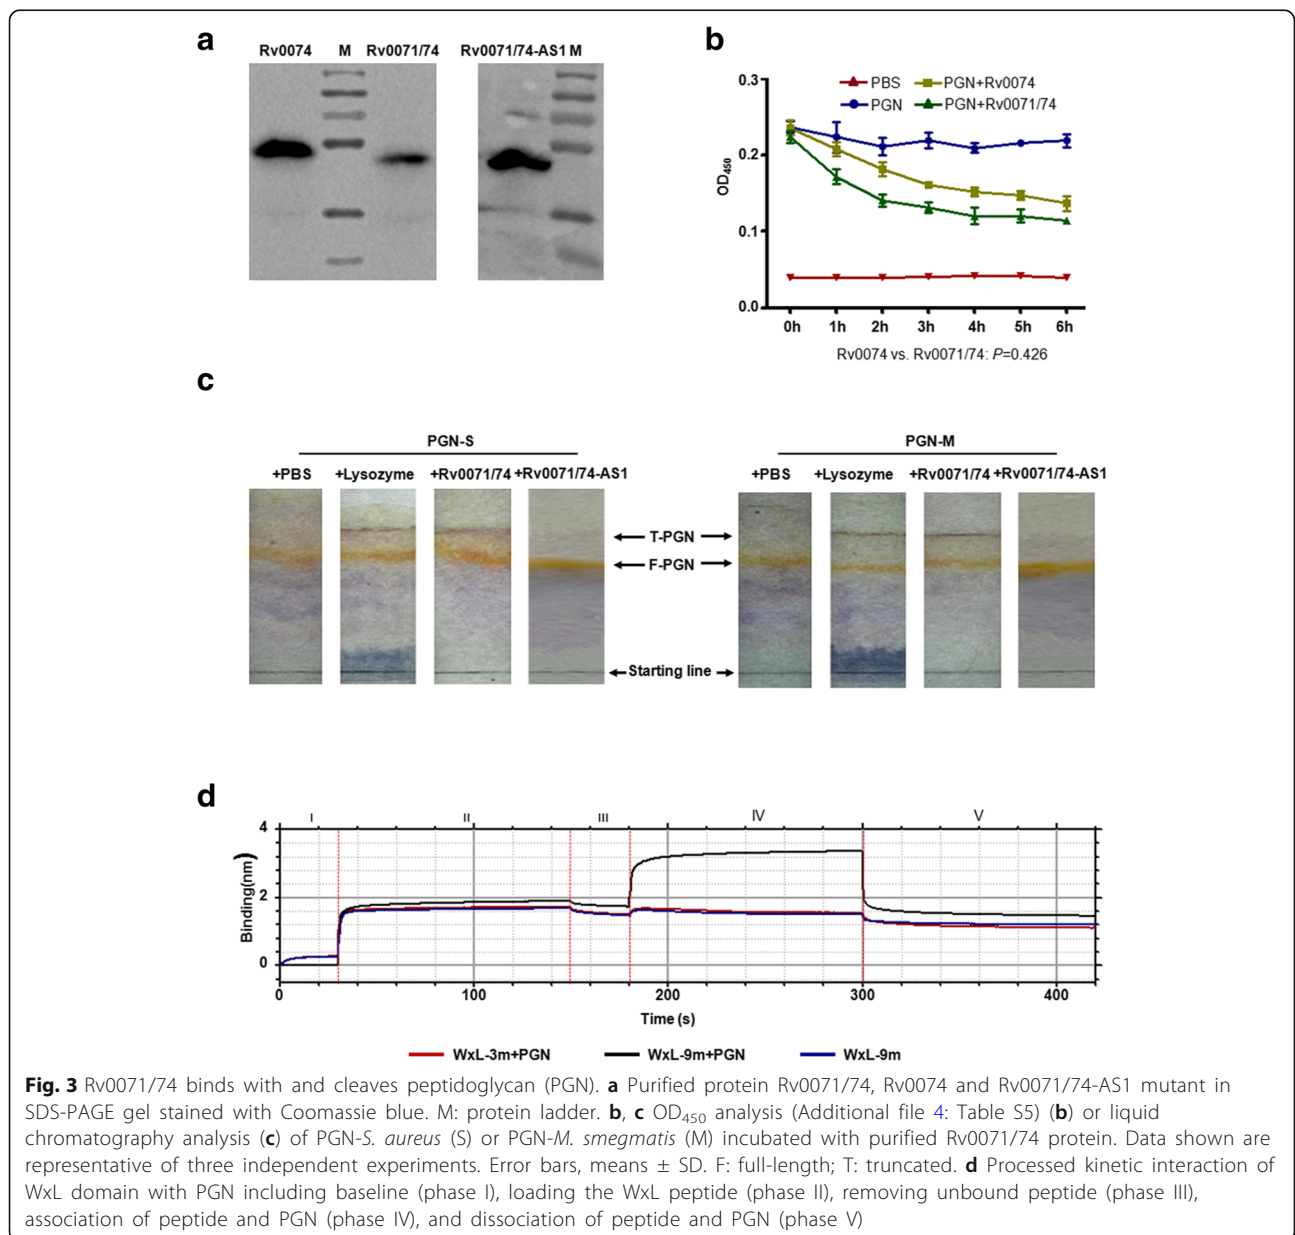 a
Rv0074 M Rv0071/74 Rv0071/74-AS1 M
b
PBS PGN+Rv0074
PGN PGN+Rv0071/74
0.3
0.2
0.1
0.0
OD450
0h 1h 2h 3h 4h 5h 6h
Rv0074 vs. Rv0071/74: P=0.426
c
PGN-S
+PBS +Lysozyme +Rv0071/74 +Rv0071/74-AS1
PGN-M
+PBS +Lysozyme +Rv0071/74 +Rv0071/74-AS1
T-PGN
F-PGN
Starting line
d
I II III IV V
4
2
0
Binding(nm)
0 100 200 300 400
Time (s)
WxL-3m+PGN WxL-9m+PGN WxL-9m
Fig. 3 Rv0071/74 binds with and cleaves peptidoglycan (PGN). a Purified protein Rv0071/74, Rv0074 and Rv0071/74-AS1 mutant in
SDS-PAGE gel stained with Coomassie blue. M: protein ladder. b, c OD450 analysis (Additional file 4: Table S5) (b) or liquid
chromatography analysis (c) of PGN-S. aureus (S) or PGN-M. smegmatis (M) incubated with purified Rv0071/74 protein. Data shown are
representative of three independent experiments. Error bars, means ± SD. F: full-length; T: truncated. d Processed kinetic interaction of
WxL domain with PGN including baseline (phase I), loading the WxL peptide (phase II), removing unbound peptide (phase III),
association of peptide and PGN (phase IV), and dissociation of peptide and PGN (phase V)